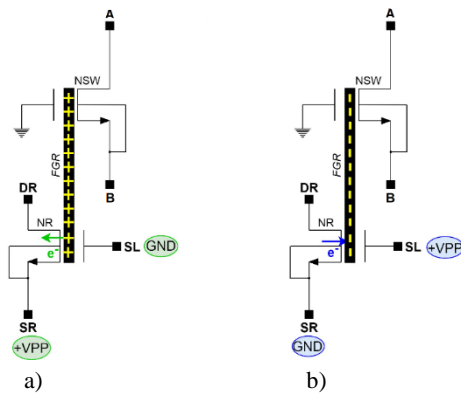 A
NSW
FGR
B
DR
NR
e-
SL GND
SR
+VPP
a)
A
NSW
FGR
B
DR
NR
e-
SL +VPP
SR
GND
b)